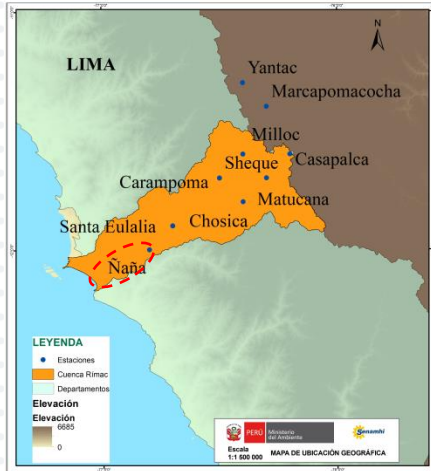 N
LIMA
Yantac
Marcapomacocha
Milloc
Sheque
Casapalca
Carampoma
Matucana
Santa Eulalia
Chosica
Ñaña
LEYENDA
Estaciones
Cuenca Rímac
Departamentos
Elevación
Elevación
6685
0
PERÚ
Ministerio
del Ambiente
Senamhi
Escala
1:1 600 000
MAPA DE UBICACIÓN GEOGRÁFICA